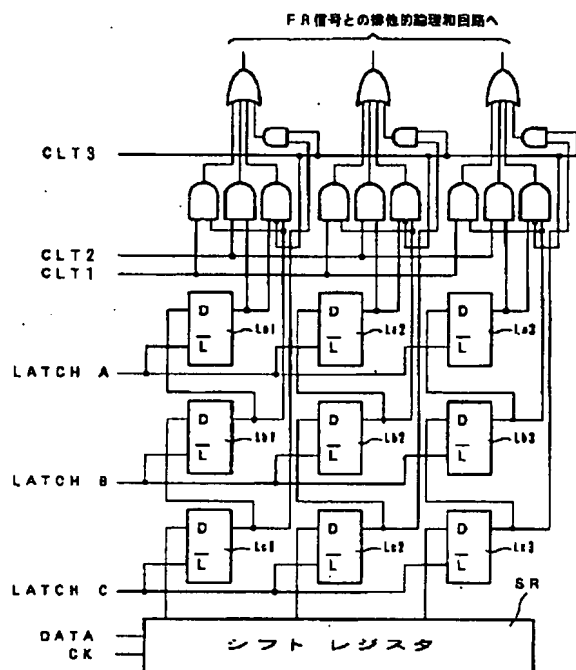 FR信号との排他的論理和回路へ
CLT3
CLT2
CLT1
D
L
La1
D
L
La2
D
L
La3
LATCH A
D
L
Lb1
D
L
Lb2
D
L
Lb3
LATCH B
D
L
Lc1
D
L
Lc2
D
L
Lc3
LATCH C
SR
DATA
CK
シフト レジスタ